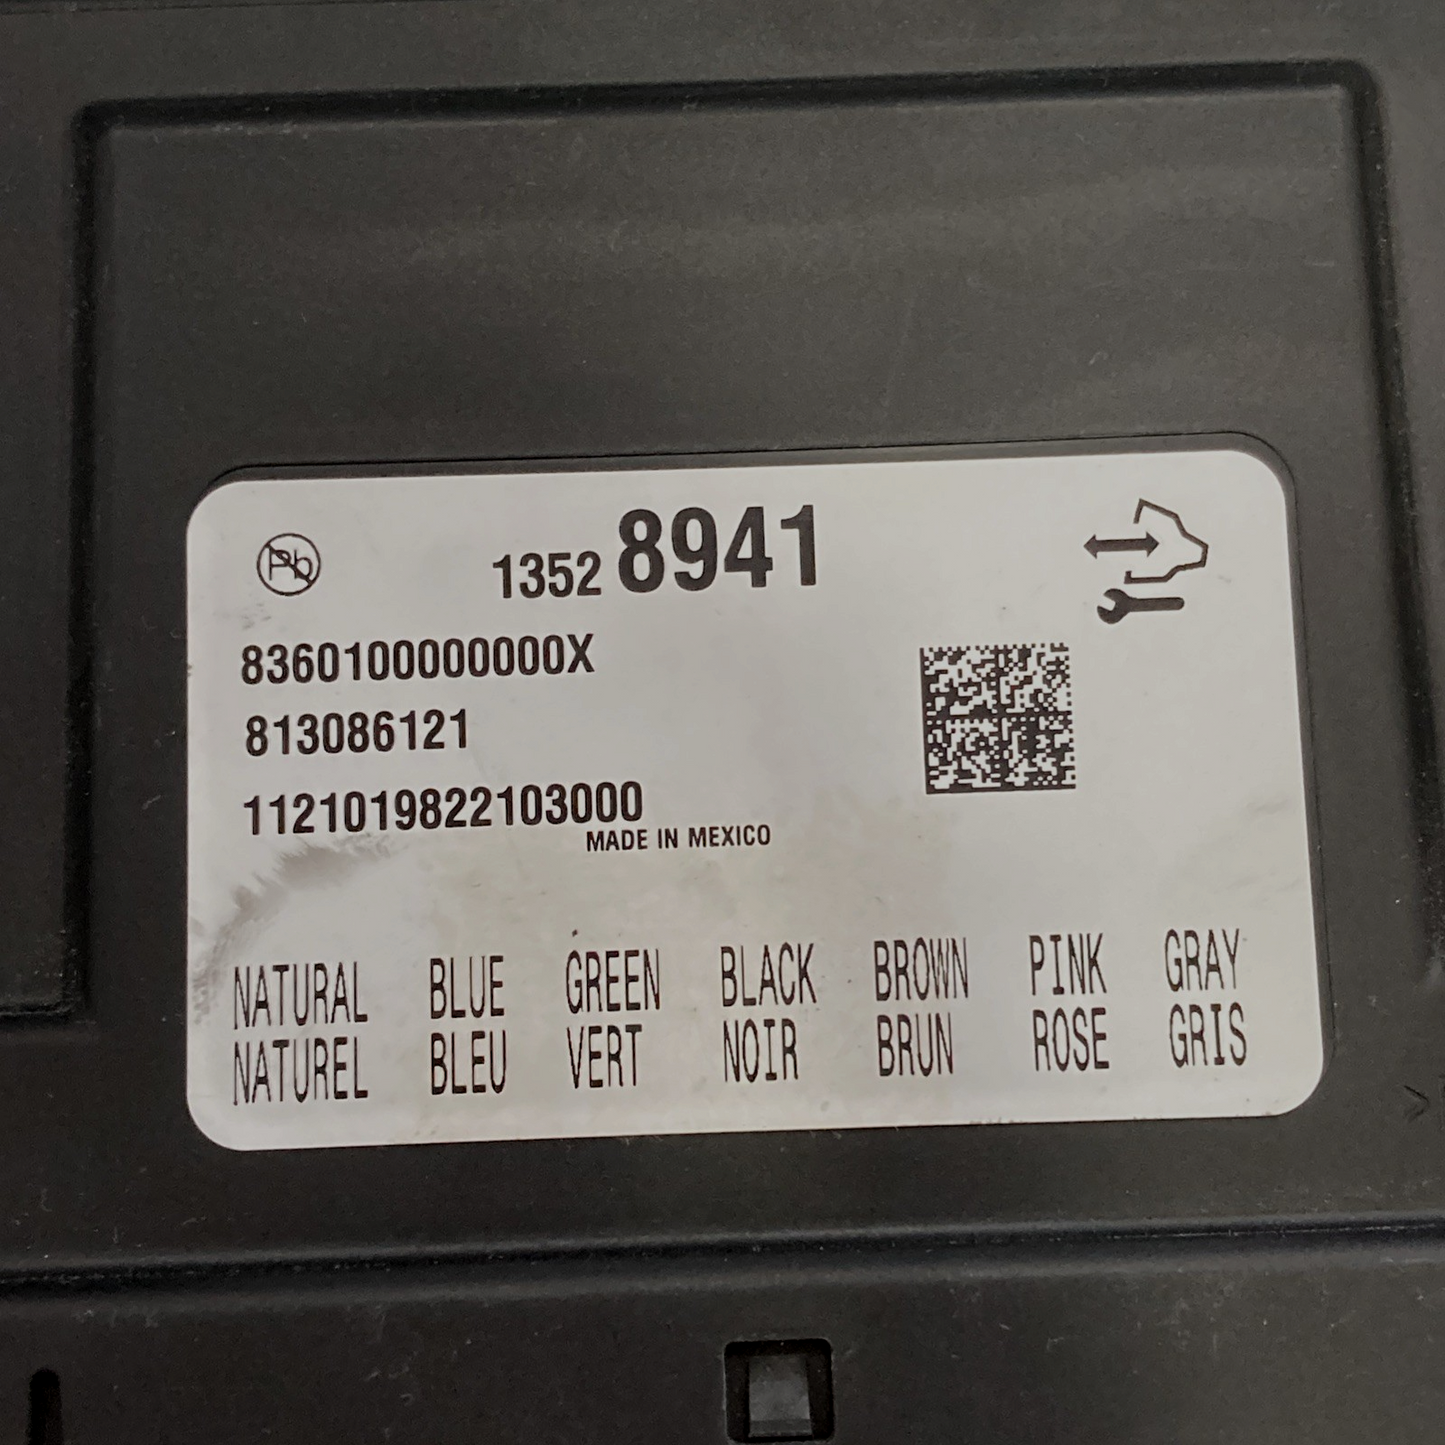 Pb
1352 8941
8360100000000X
813086121
1121019822103000
MADE IN MEXICO
NATURAL BLUE GREEN BLACK BROWN PINK GRAY
NATUREL BLEU VERT NOIR BRUN ROSE GRIS